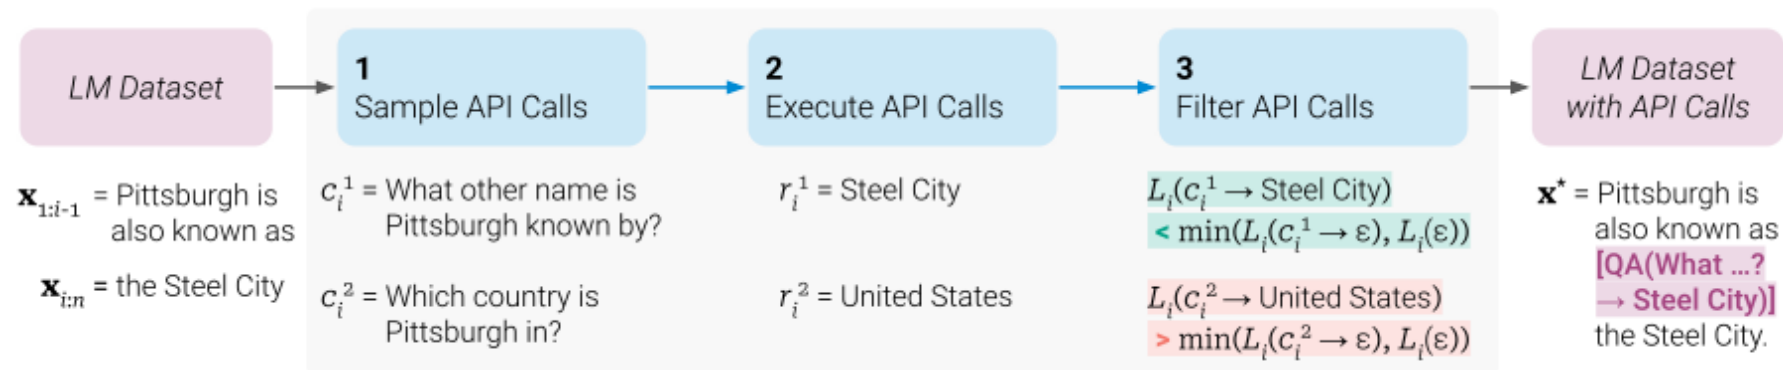 LM Dataset
1
Sample API Calls
2
Execute API Calls
3
Filter API Calls
LM Dataset
with API Calls
x₁:ᵢ₋₁ = Pittsburgh is
also known as
xᵢ:ₙ = the Steel City
cᵢ¹ = What other name is
Pittsburgh known by?
cᵢ² = Which country is
Pittsburgh in?
rᵢ¹ = Steel City
rᵢ² = United States
Lᵢ(cᵢ¹ → Steel City)
< min(Lᵢ(cᵢ¹ → ε), Lᵢ(ε))
Lᵢ(cᵢ² → United States)
> min(Lᵢ(cᵢ² → ε), Lᵢ(ε))
x* = Pittsburgh is
also known as
[QA(What ...?
→ Steel City)]
the Steel City.